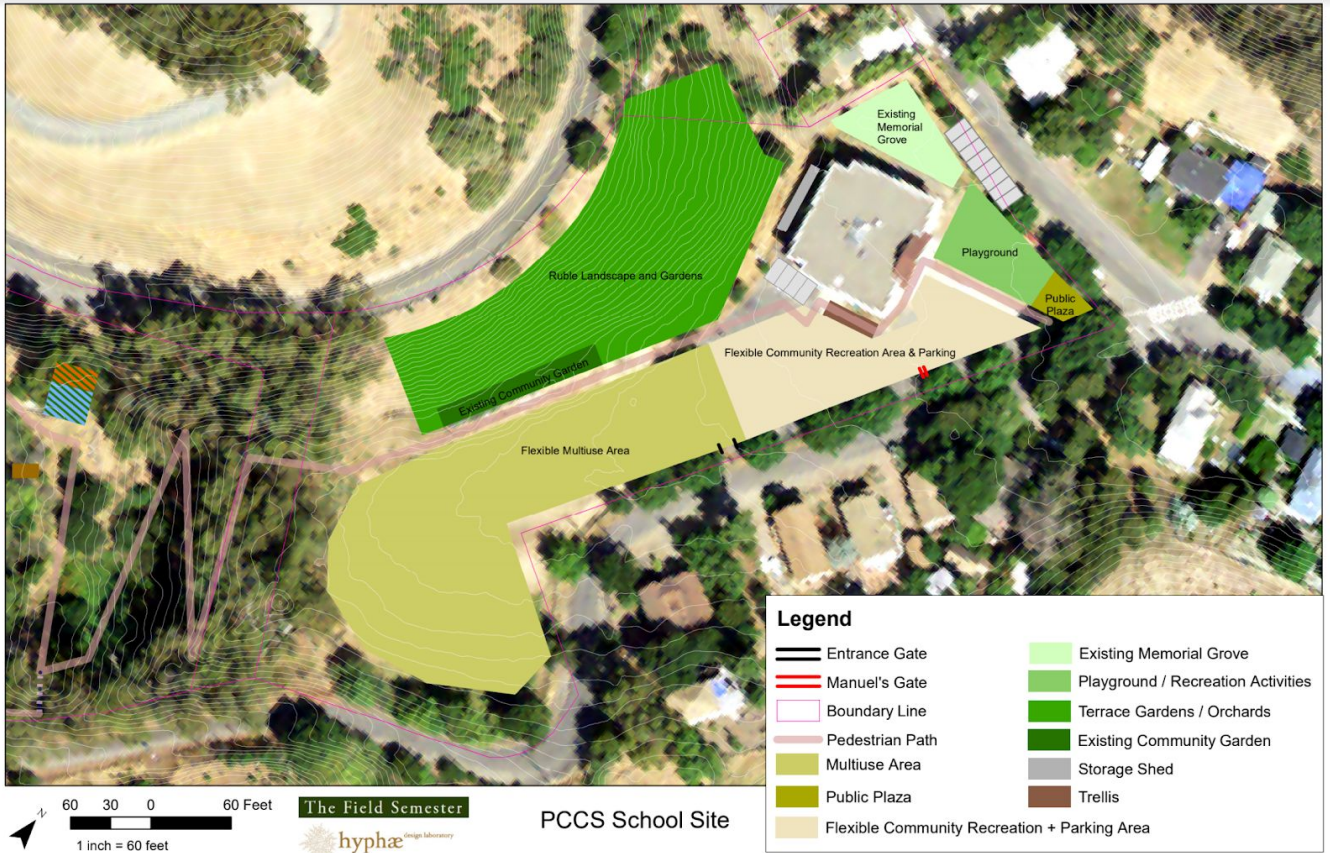 Existing
Memorial
Grove
Playground
Public
Plaza
Ruble Landscape and Gardens
Flexible Community Recreation Area & Parking
Existing Community Garden
Flexible Multiuse Area
Legend
Entrance Gate
Manuel's Gate
Boundary Line
Pedestrian Path
Multiuse Area
Public Plaza
Flexible Community Recreation + Parking Area
Existing Memorial Grove
Playground / Recreation Activities
Terrace Gardens / Orchards
Existing Community Garden
Storage Shed
Trellis
N
60 30 0 60 Feet
1 inch = 60 feet
The Field Semester
hyphæ design laboratory
PCCS School Site